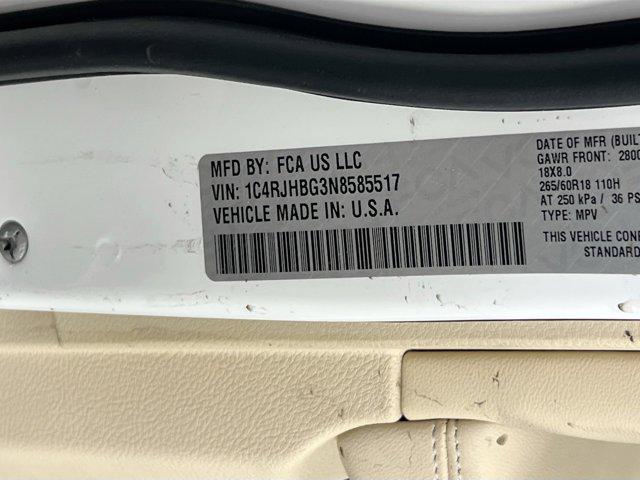 MFD BY: FCA US LLC
VIN: 1C4RJHBG3N8585517
VEHICLE MADE IN: U.S.A.
DATE OF MFR (BUILT
GAWR FRONT: 2800
18X8.0
265/60R18 110H
AT 250 kPa / 36 PS
TYPE: MPV
THIS VEHICLE CONF
STANDARD